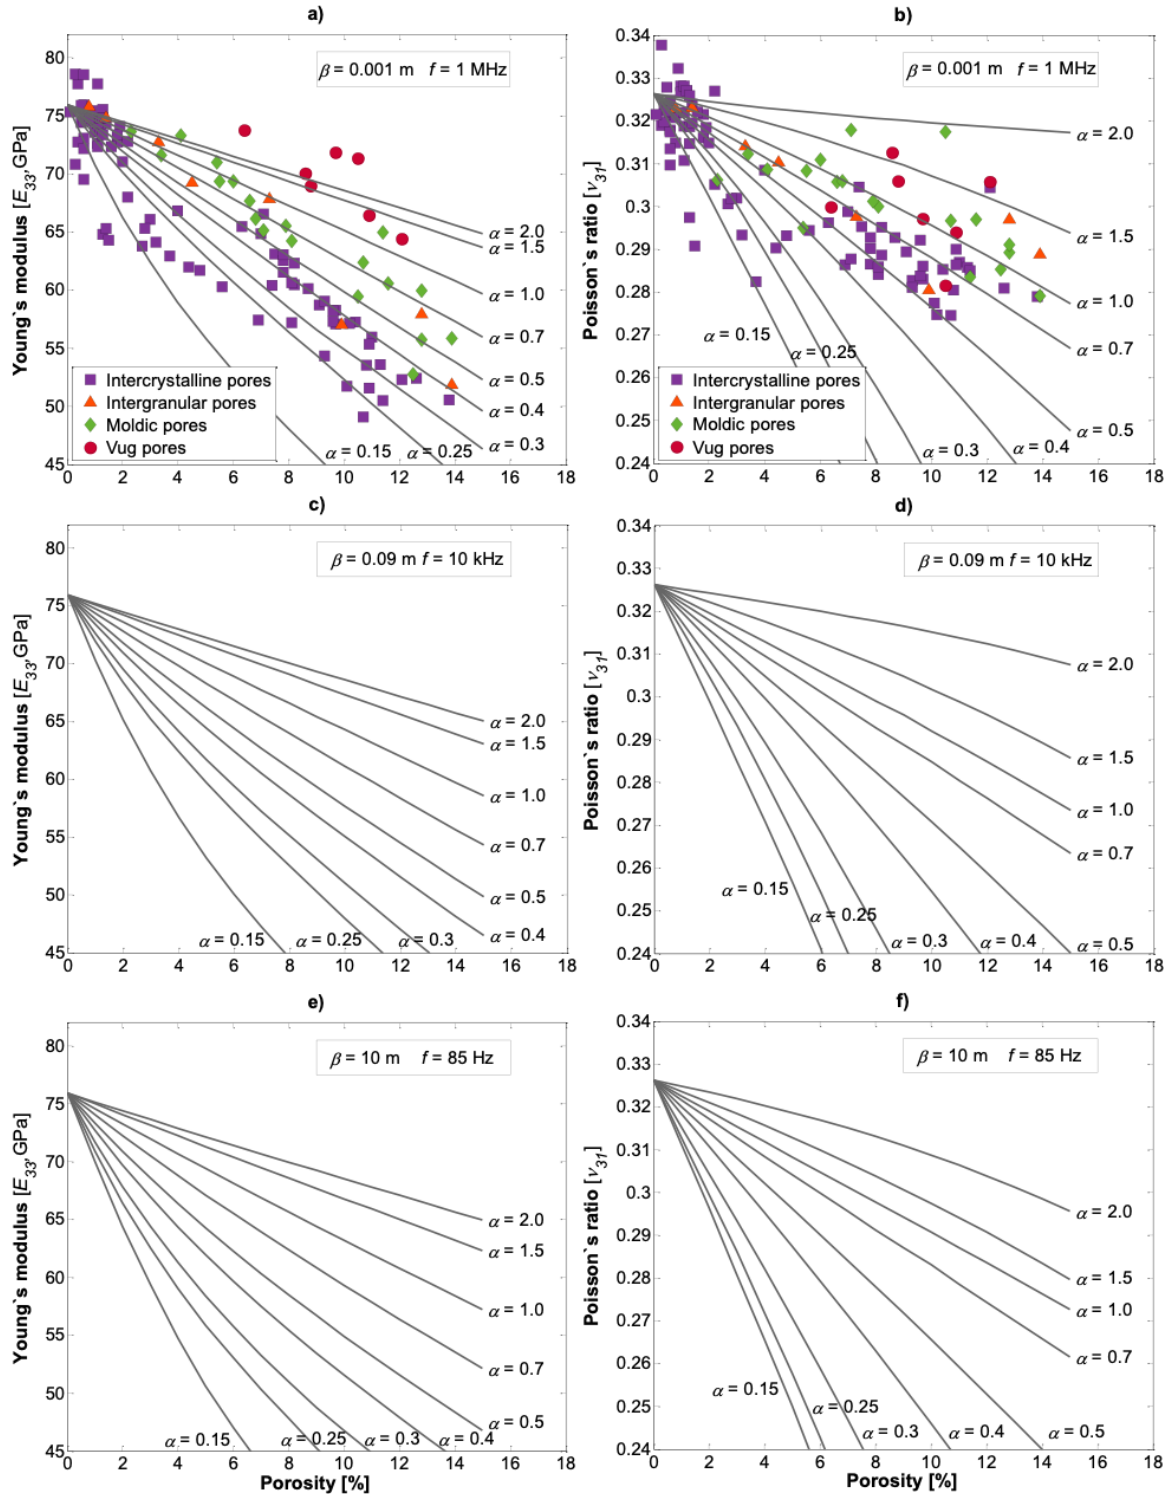 a)
β = 0.001 m f = 1 MHz
Young`s modulus [E33,GPa]
80
75
70
65
60
55
50
45
α = 2.0
α = 1.5
α = 1.0
α = 0.7
α = 0.5
α = 0.4
α = 0.3
α = 0.15
α = 0.25
Intercrystalline pores
Intergranular pores
Moldic pores
Vug pores
0 2 4 6 8 10 12 14 16 18
b)
β = 0.001 m f = 1 MHz
Poisson`s ratio [ν31]
0.34
0.33
0.32
0.31
0.3
0.29
0.28
0.27
0.26
0.25
0.24
α = 2.0
α = 1.5
α = 1.0
α = 0.7
α = 0.5
α = 0.15
α = 0.25
α = 0.3
α = 0.4
Intercrystalline pores
Intergranular pores
Moldic pores
Vug pores
0 2 4 6 8 10 12 14 16 18
c)
β = 0.09 m f = 10 kHz
Young`s modulus [E33,GPa]
80
75
70
65
60
55
50
45
α = 2.0
α = 1.5
α = 1.0
α = 0.7
α = 0.5
α = 0.4
α = 0.15
α = 0.25
α = 0.3
0 2 4 6 8 10 12 14 16 18
d)
β = 0.09 m f = 10 kHz
Poisson`s ratio [ν31]
0.34
0.33
0.32
0.31
0.3
0.29
0.28
0.27
0.26
0.25
0.24
α = 2.0
α = 1.5
α = 1.0
α = 0.7
α = 0.15
α = 0.25
α = 0.3
α = 0.4
α = 0.5
0 2 4 6 8 10 12 14 16 18
e)
β = 10 m f = 85 Hz
Young`s modulus [E33,GPa]
80
75
70
65
60
55
50
45
α = 2.0
α = 1.5
α = 1.0
α = 0.7
α = 0.5
α = 0.15
α = 0.25
α = 0.3
α = 0.4
0 2 4 6 8 10 12 14 16 18
Porosity [%]
f)
β = 10 m f = 85 Hz
Poisson`s ratio [ν31]
0.34
0.33
0.32
0.31
0.3
0.29
0.28
0.27
0.26
0.25
0.24
α = 2.0
α = 1.5
α = 1.0
α = 0.7
α = 0.15
α = 0.25
α = 0.3
α = 0.4
α = 0.5
0 2 4 6 8 10 12 14 16 18
Porosity [%]